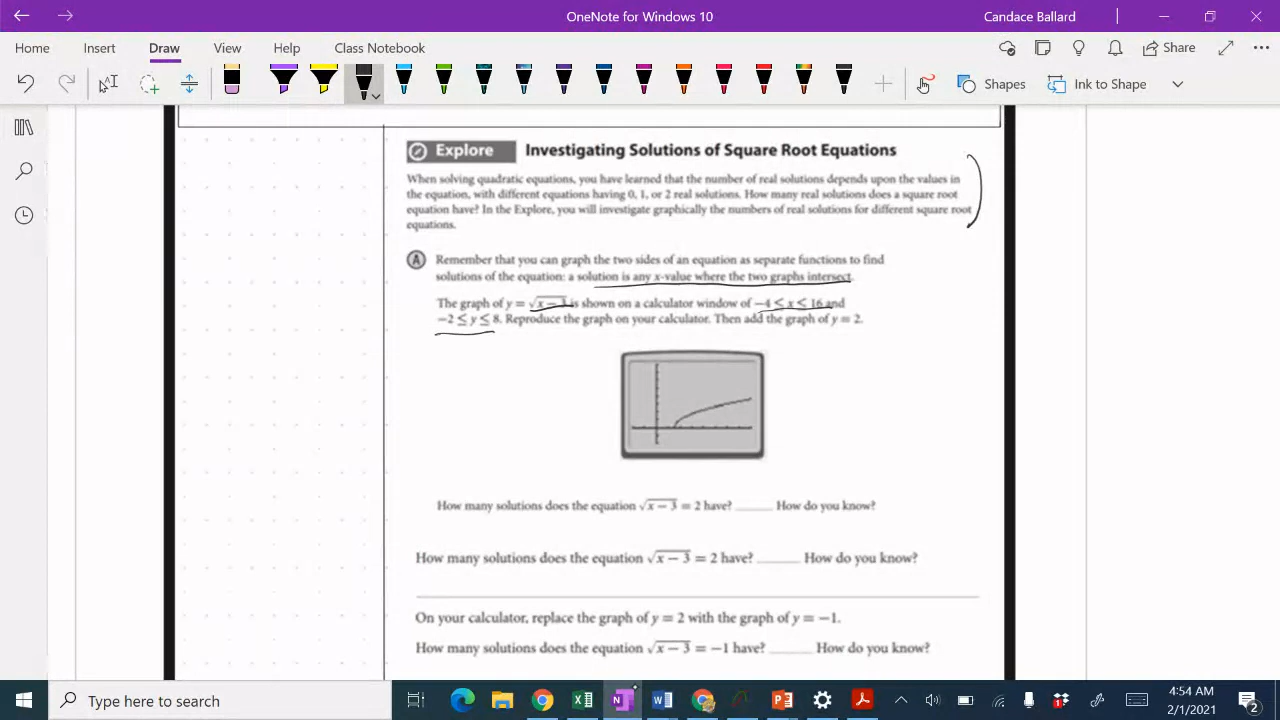 OneNote for Windows 10
Candace Ballard
Home Insert Draw View Help Class Notebook
Share
Shapes
Ink to Shape
Explore Investigating Solutions of Square Root Equations
When solving quadratic equations, you have learned that the number of real solutions depends upon the values in
the equation, with different equations having 0, 1, or 2 real solutions. How many real solutions does a square root
equation have? In the Explore, you will investigate graphically the numbers of real solutions for different square root
equations.
A Remember that you can graph the two sides of an equation as separate functions to find
solutions of the equation: a solution is any x-value where the two graphs intersect.
The graph of y = √x − 3 is shown on a calculator window of −4 ≤ x ≤ 16 and
−2 ≤ y ≤ 8. Reproduce the graph on your calculator. Then add the graph of y = 2.
How many solutions does the equation √x − 3 = 2 have? ______ How do you know?
How many solutions does the equation √x − 3 = 2 have? ______ How do you know?
On your calculator, replace the graph of y = 2 with the graph of y = −1.
How many solutions does the equation √x − 3 = −1 have? ______ How do you know?
Type here to search
4:54 AM
2/1/2021